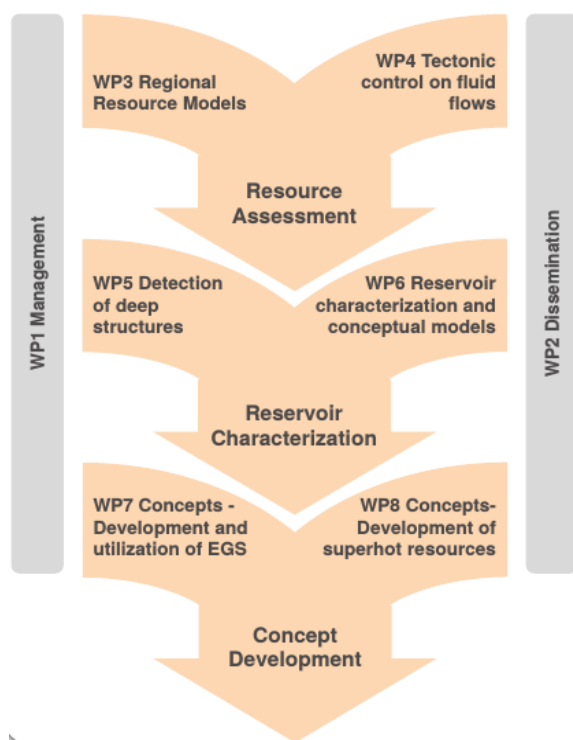 WP3 Regional
Resource Models
WP4 Tectonic
control on fluid
flows
Resource
Assessment
WP1 Management
WP2 Dissemination
WP5 Detection
of deep
structures
WP6 Reservoir
characterization and
conceptual models
Reservoir
Characterization
WP7 Concepts -
Development and
utilization of EGS
WP8 Concepts-
Development of
superhot resources
Concept
Development